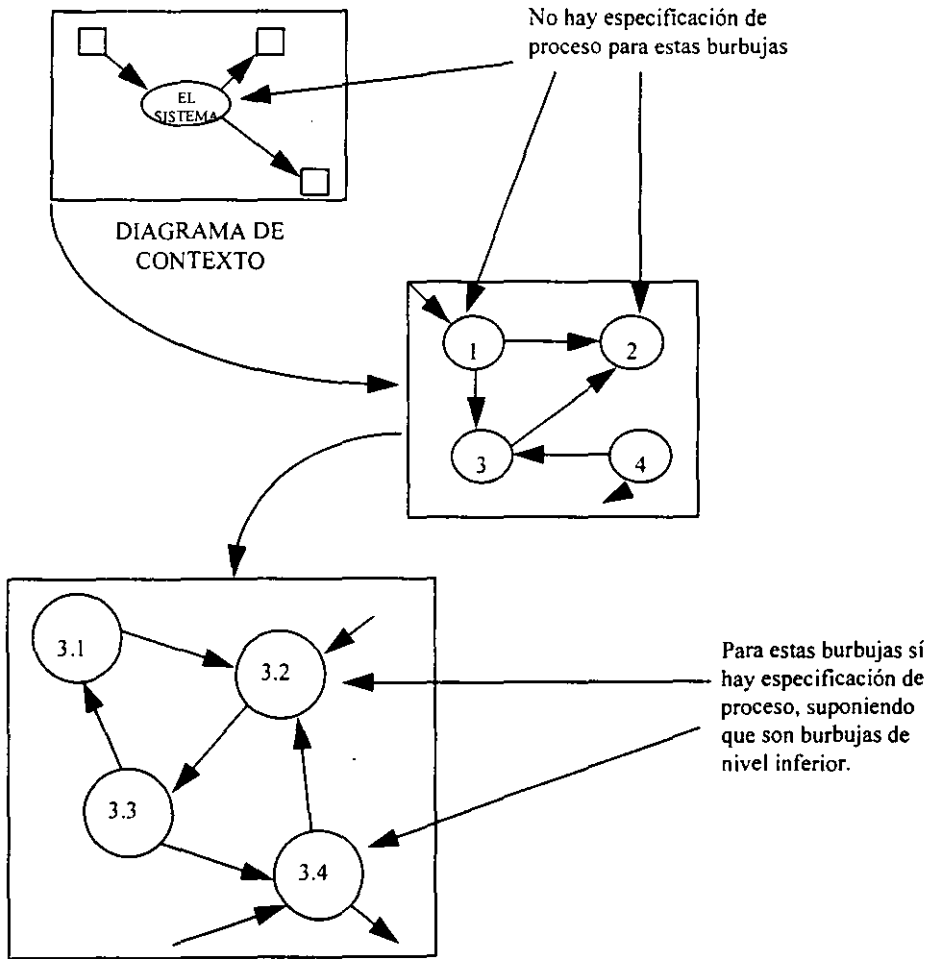 No hay especificación de
proceso para estas burbujas
EL
SISTEMA
DIAGRAMA DE
CONTEXTO
1
2
3
4
3.1
3.2
3.3
3.4
Para estas burbujas sí
hay especificación de
proceso, suponiendo
que son burbujas de
nivel inferior.